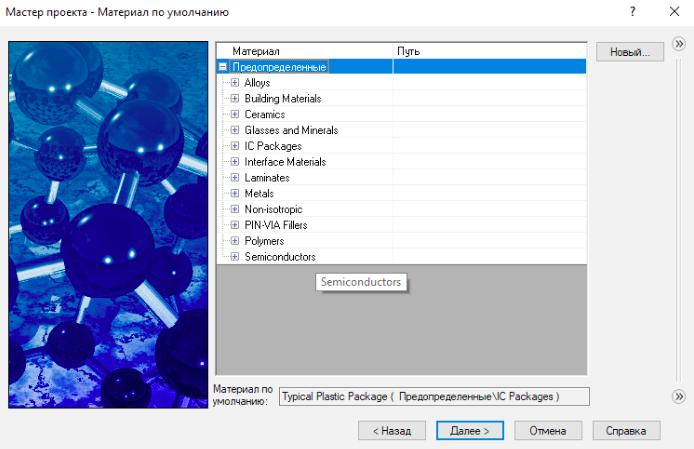 Мастер проекта - Материал по умолчанию
?
Материал Путь
Новый...
Предопределенные
Alloys
Building Materials
Ceramics
Glasses and Minerals
IC Packages
Interface Materials
Laminates
Metals
Non-isotropic
PIN-VIA Fillers
Polymers
Semiconductors
Semiconductors
Материал по
умолчанию:
Typical Plastic Package ( Предопределенные\IC Packages )
< Назад Далее > Отмена Справка